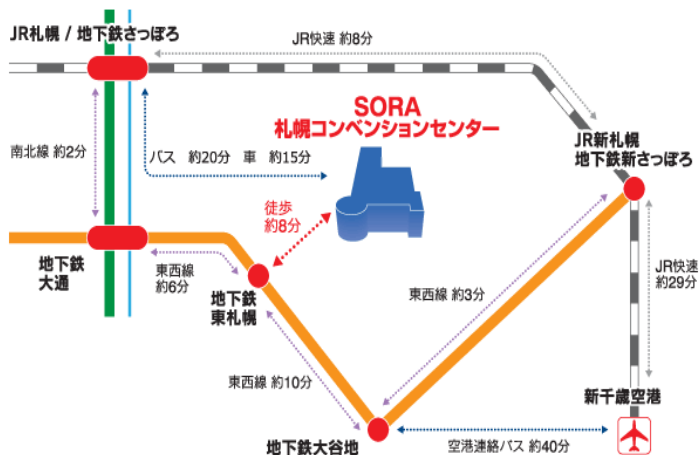 JR札幌 / 地下鉄さっぽろ
JR快速 約8分
SORA
札幌コンベンションセンター
JR新札幌
地下鉄新さっぽろ
南北線 約2分
バス 約20分 車 約15分
徒歩
約8分
地下鉄
大通
東西線
約6分
地下鉄
東札幌
東西線 約3分
JR快速
約29分
東西線 約10分
新千歳空港
地下鉄大谷地
空港連絡バス 約40分